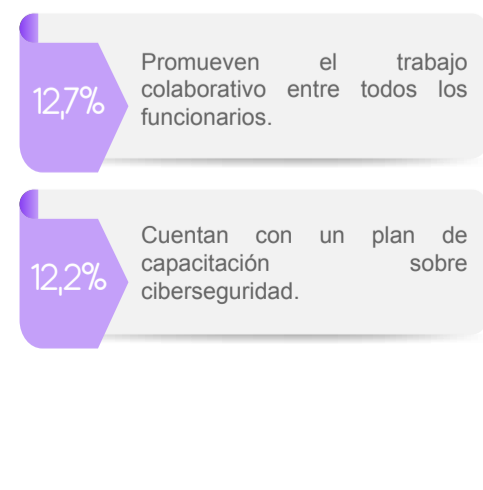 12,7%
Promueven el trabajo
colaborativo entre todos los
funcionarios.
12,2%
Cuentan con un plan de
capacitación sobre
ciberseguridad.